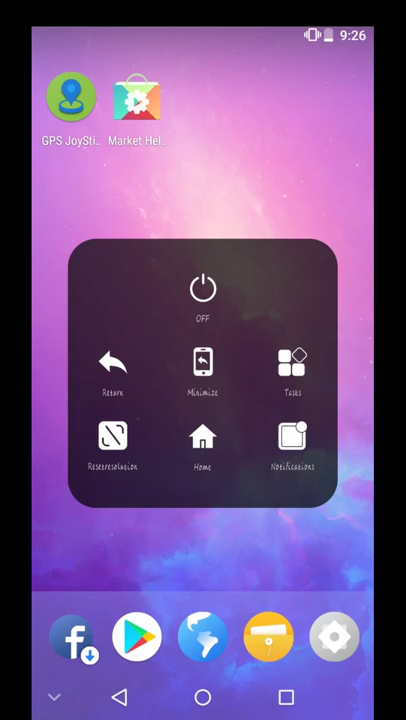 9:26
GPS JoySti.. Market Hel..
OFF
Return Minimize Tasks
Resetresolution Home Notifications
f